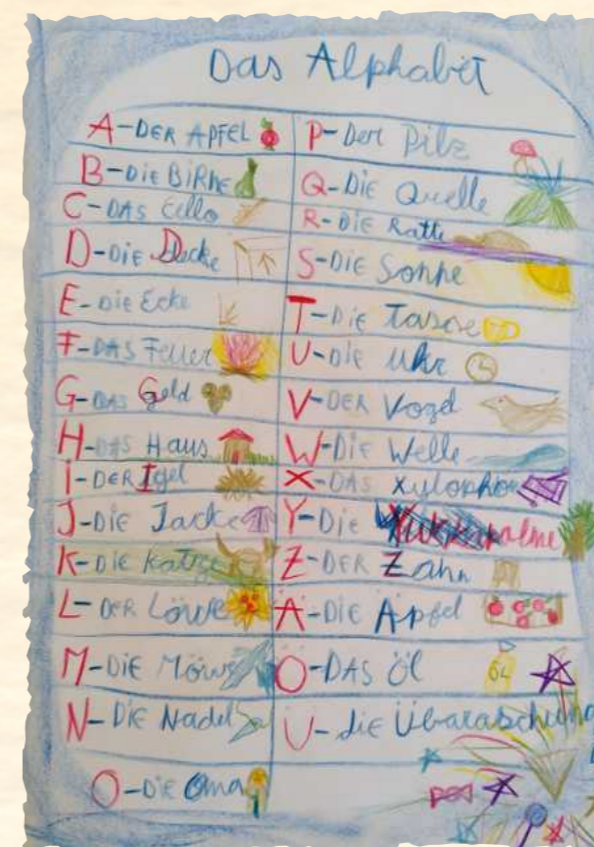 Das Alphabet
A-DER APFEL
B-DiE BiRNE
C-DAS Cello
D-DiE Decke
E-Die Ecke
F-DAS Feuer
G-DAS Geld
H-DAS Haus
I-DER Igel
J-DiE Jacke
K-DiE Katze
L-DER Löwe
M-DiE Möwe
N-DiE Nadel
O-DiE Oma
P-Der Pilz
Q-DiE Quelle
R-DiE Ratte
S-DiE Sonne
T-DiE Tasse
U-DiE Uhr
V-DER Vogel
W-DiE Welle
X-DAS Xylophon
Y-Die Yukkapalme
Z-DER Zahn
Ä-DiE Äpfel
Ö-DAS Öl
ÖL
Ü-die Übaraschung